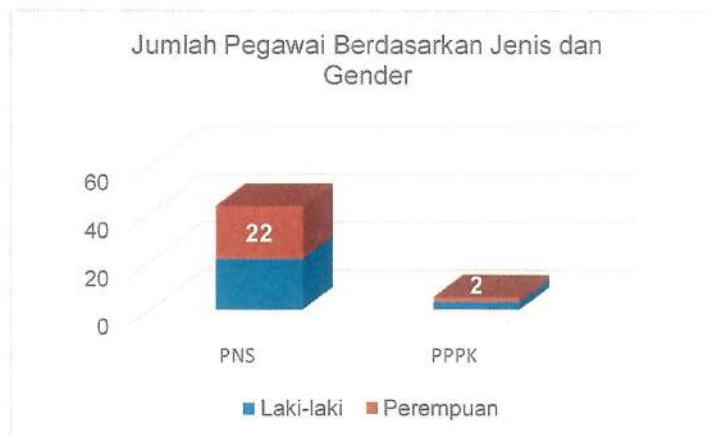 Jumlah Pegawai Berdasarkan Jenis dan
Gender
60
40
20
0
22
2
PNS
PPPK
Laki-laki
Perempuan